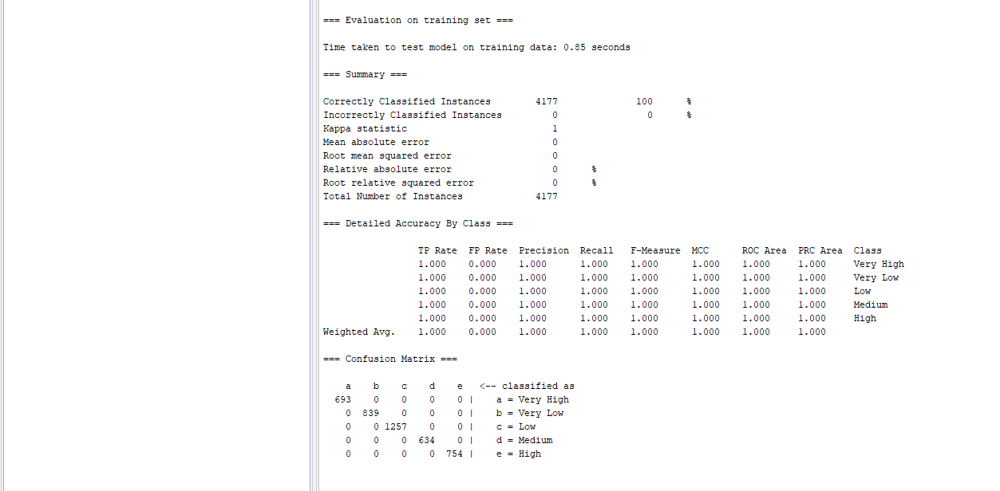 === Evaluation on training set ===
Time taken to test model on training data: 0.85 seconds
=== Summary ===
Correctly Classified Instances        4177              100      %
Incorrectly Classified Instances         0                0      %
Kappa statistic                          1
Mean absolute error                      0
Root mean squared error                  0
Relative absolute error                  0      %
Root relative squared error              0      %
Total Number of Instances             4177
=== Detailed Accuracy By Class ===
                 TP Rate  FP Rate  Precision  Recall   F-Measure  MCC      ROC Area  PRC Area  Class
                 1.000    0.000    1.000      1.000    1.000      1.000    1.000     1.000     Very High
                 1.000    0.000    1.000      1.000    1.000      1.000    1.000     1.000     Very Low
                 1.000    0.000    1.000      1.000    1.000      1.000    1.000     1.000     Low
                 1.000    0.000    1.000      1.000    1.000      1.000    1.000     1.000     Medium
                 1.000    0.000    1.000      1.000    1.000      1.000    1.000     1.000     High
Weighted Avg.    1.000    0.000    1.000      1.000    1.000      1.000    1.000     1.000
=== Confusion Matrix ===
    a    b    c    d    e   <-- classified as
  693    0    0    0    0 |    a = Very High
    0  839    0    0    0 |    b = Very Low
    0    0 1257    0    0 |    c = Low
    0    0    0  634    0 |    d = Medium
    0    0    0    0  754 |    e = High